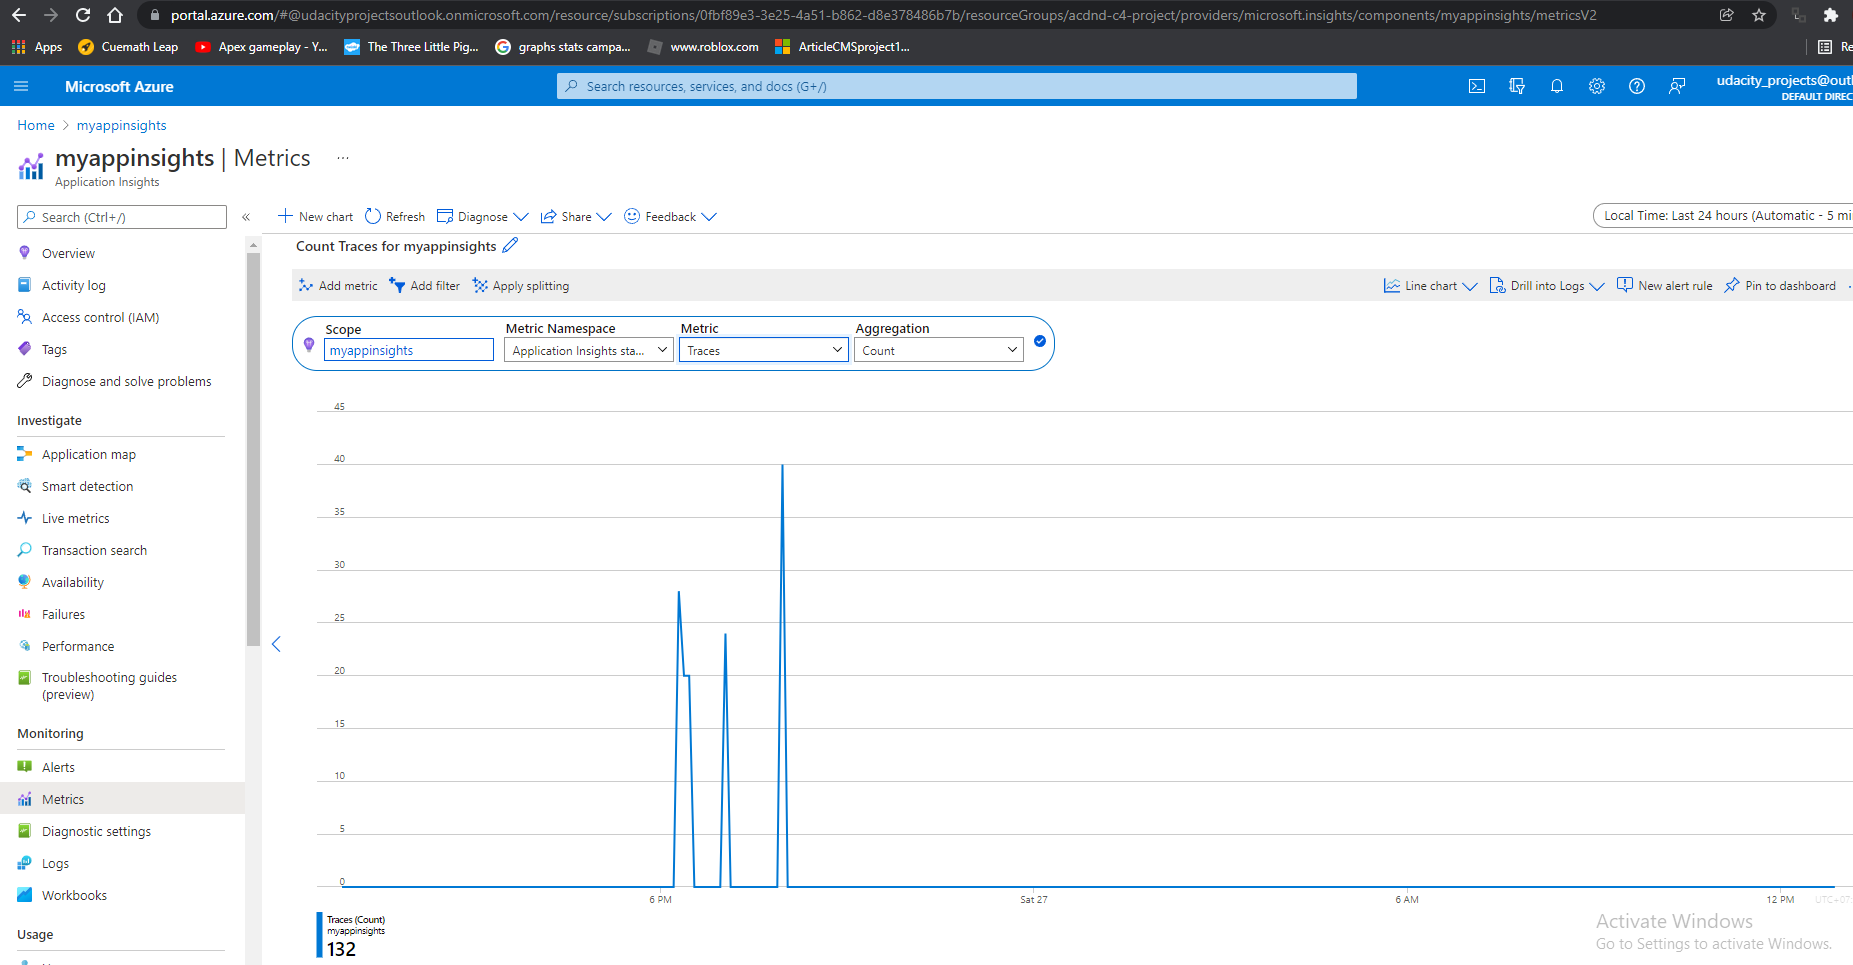 portal.azure.com/#@udacityprojectsoutlook.onmicrosoft.com/resource/subscriptions/0fbf89e3-3e25-4a51-b862-d8e378486b7b/resourceGroups/acdnd-c4-project/providers/microsoft.insights/components/myappinsights/metricsV2
Apps Cuemath Leap Apex gameplay - Y... The Three Little Pig... graphs stats campa... www.roblox.com ArticleCMSproject1... Re
Microsoft Azure Search resources, services, and docs (G+/) udacity_projects@outl
DEFAULT DIREC
Home > myappinsights
myappinsights | Metrics ...
Application Insights
Search (Ctrl+/) « New chart Refresh Diagnose Share Feedback Local Time: Last 24 hours (Automatic - 5 mi
Overview
Activity log
Access control (IAM)
Tags
Diagnose and solve problems
Investigate
Application map
Smart detection
Live metrics
Transaction search
Availability
Failures
Performance
Troubleshooting guides
(preview)
Monitoring
Alerts
Metrics
Diagnostic settings
Logs
Workbooks
Usage
Count Traces for myappinsights
Add metric Add filter Apply splitting Line chart Drill into Logs New alert rule Pin to dashboard
Scope Metric Namespace Metric Aggregation
myappinsights Application Insights sta... Traces Count
45
40
35
30
25
20
15
10
5
0
6 PM Sat 27 6 AM 12 PM UTC+07:
Traces (Count)
myappinsights
132
Activate Windows
Go to Settings to activate Windows.